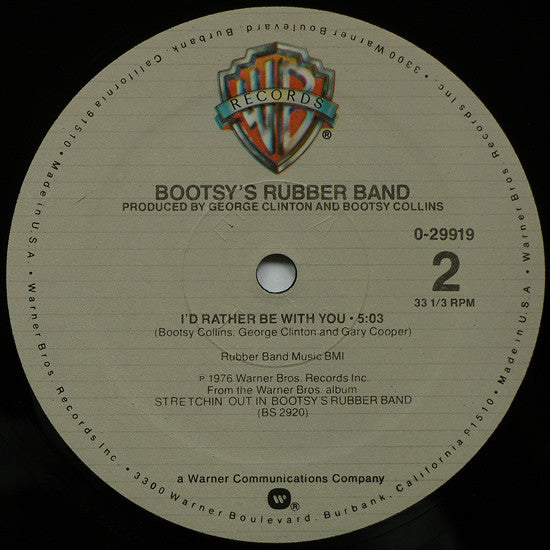 WB
RECORDS
®
BOOTSY'S RUBBER BAND
PRODUCED BY GEORGE CLINTON AND BOOTSY COLLINS
0-29919
2
33 1/3 RPM
I'D RATHER BE WITH YOU • 5:03
(Bootsy Collins, George Clinton and Gary Cooper)
Rubber Band Music BMI
℗ 1976 Warner Bros. Records Inc.
From the Warner Bros. album
STRETCHIN' OUT IN BOOTSY'S RUBBER BAND
(BS 2920)
a Warner Communications Company
®
Warner Bros. Records Inc. • 3300 Warner Boulevard, Burbank, California 91510 • Made in U.S.A. • Warner Bros. Records Inc. • 3300 Warner Boulevard, Burbank, California 91510 • Made in U.S.A. •